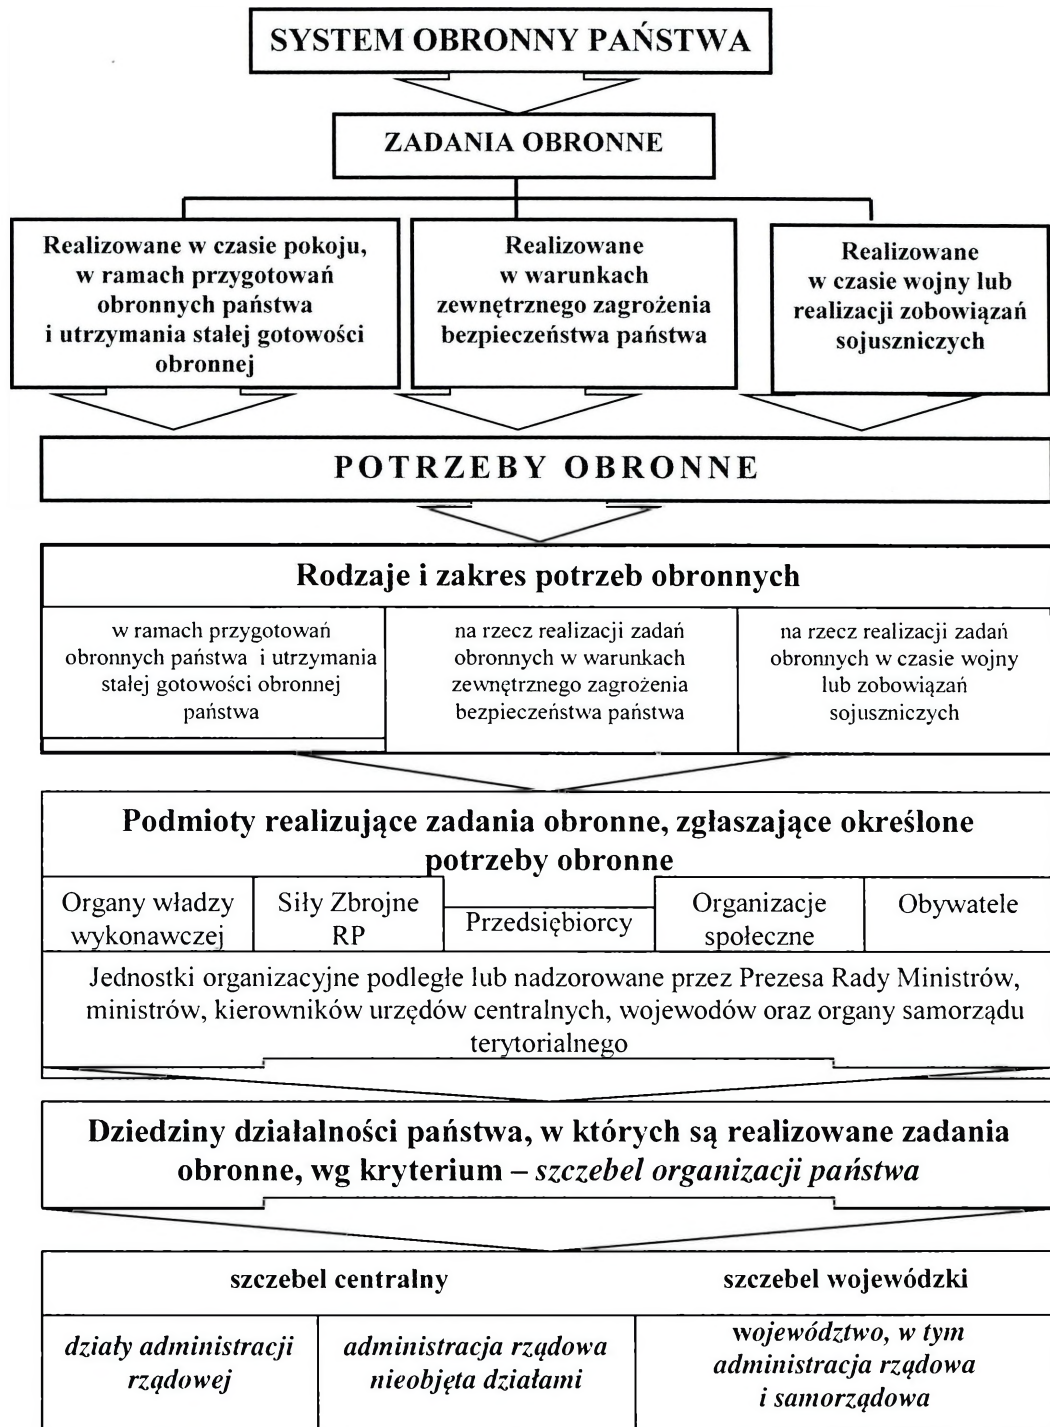 SYSTEM OBRONNY PAŃSTWA
ZADANIA OBRONNE
Realizowane w czasie pokoju,
w ramach przygotowań
obronnych państwa
i utrzymania stałej gotowości
obronnej
Realizowane
w warunkach
zewnętrznego zagrożenia
bezpieczeństwa państwa
Realizowane
w czasie wojny lub
realizacji zobowiązań
sojuszniczych
POTRZEBY OBRONNE
Rodzaje i zakres potrzeb obronnych
w ramach przygotowań
obronnych państwa i utrzymania
stałej gotowości obronnej
państwa
na rzecz realizacji zadań
obronnych w warunkach
zewnętrznego zagrożenia
bezpieczeństwa państwa
na rzecz realizacji zadań
obronnych w czasie wojny
lub zobowiązań
sojuszniczych
Podmioty realizujące zadania obronne, zgłaszające określone
potrzeby obronne
Organy władzy
wykonawczej
Siły Zbrojne
RP
Przedsiębiorcy
Organizacje
społeczne
Obywatele
Jednostki organizacyjne podległe lub nadzorowane przez Prezesa Rady Ministrów,
ministrów, kierowników urzędów centralnych, wojewodów oraz organy samorządu
terytorialnego
Dziedziny działalności państwa, w których są realizowane zadania
obronne, wg kryterium – szczebel organizacji państwa
szczebel centralny
szczebel wojewódzki
działy administracji
rządowej
administracja rządowa
nieobjęta działami
województwo, w tym
administracja rządowa
i samorządowa